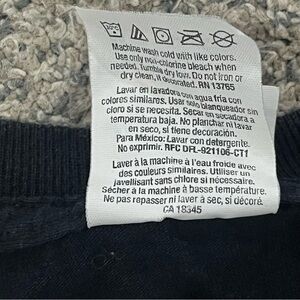 Machine wash cold with like colors.
Use only non-chlorine bleach when
needed. Tumble dry low. Do not iron or
dry clean, if decorated. RN 13765
Lavar en lavadora con agua fría con
colores similares. Usar solo blanqueador sin
cloro si se necesita. Secar en secadora a
temperatura baja. No planchar ni lavar
en seco, si tiene decoración.
Para México: Lavar con detergente.
No exprimir. RFC DFL-921106-CT1
Laver à la machine à l'eau froide avec
des couleurs similaires. Utiliser un
javellisant sans chlore si nécessaire.
Sécher à la machine à basse température.
Ne pas repasser ni laver à sec, si décoré.
CA 18345